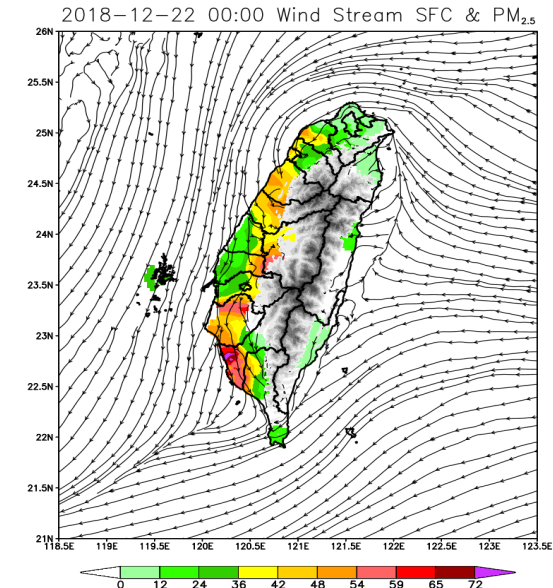 2018-12-22 00:00 Wind Stream SFC & PM2.5
26N
25.5N
25N
24.5N
24N
23.5N
23N
22.5N
22N
21.5N
21N
118.5E 119E 119.5E 120E 120.5E 121E 121.5E 122E 122.5E 123E 123.5E
0 12 24 36 42 48 54 59 65 72